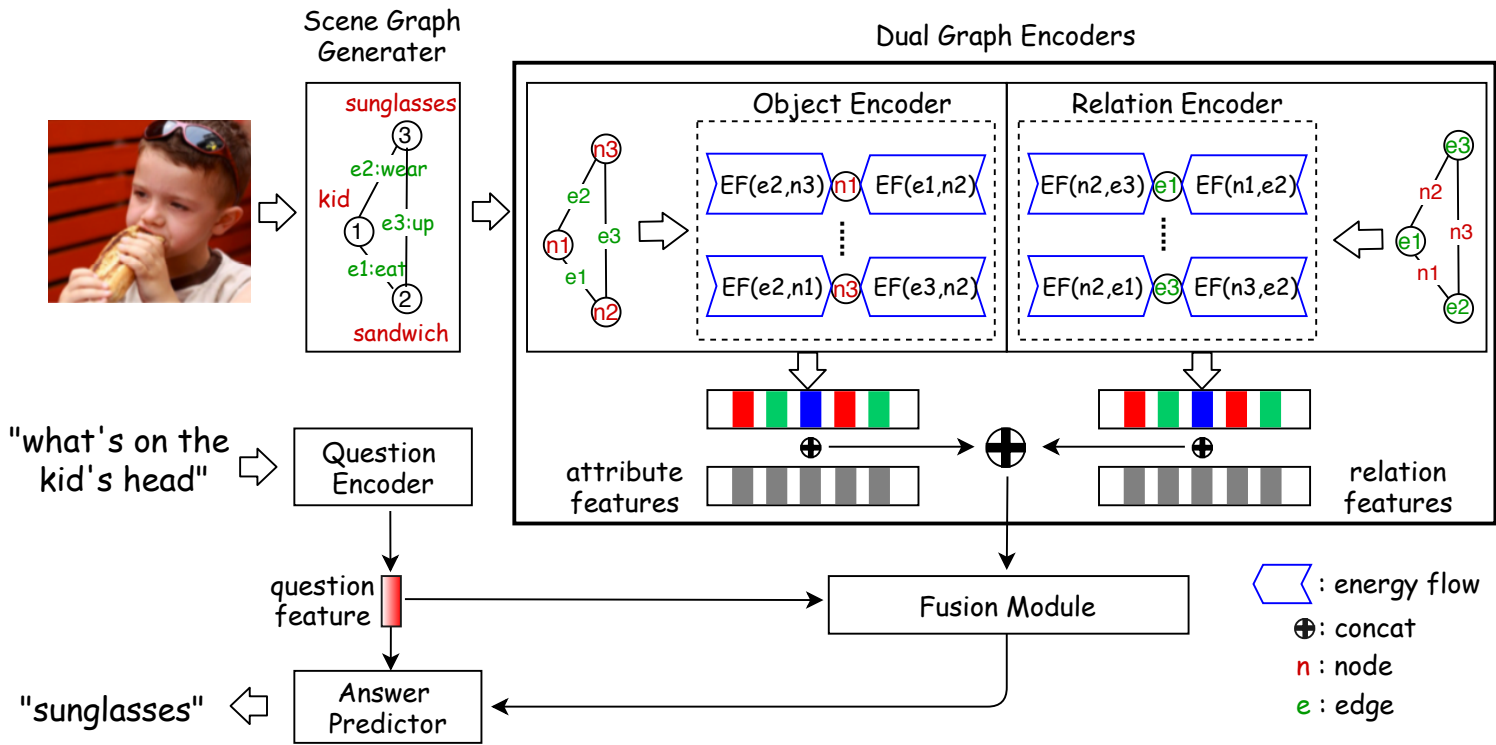 Scene Graph
Generater
Dual Graph Encoders
sunglasses
3
e2:wear
kid
1
e3:up
e1:eat
2
sandwich
Object Encoder
n3
e2
n1
e3
e1
n2
EF(e2,n3) n1 EF(e1,n2)
EF(e2,n1) n3 EF(e3,n2)
Relation Encoder
EF(n2,e3) e1 EF(n1,e2)
EF(n2,e1) e3 EF(n3,e2)
e3
n2
e1
n3
n1
e2
attribute
features
relation
features
"what's on the
kid's head"
Question
Encoder
question
feature
Fusion Module
Answer
Predictor
"sunglasses"
: energy flow
: concat
n : node
e : edge